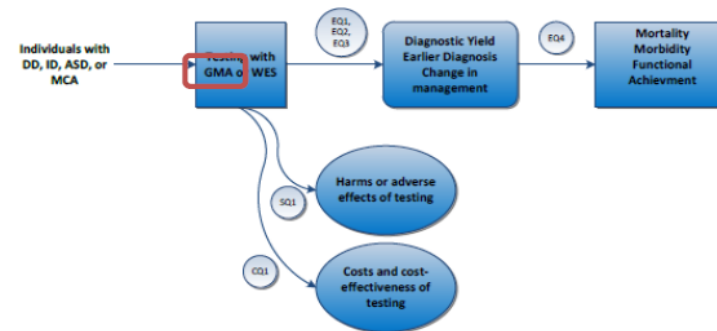 Individuals with
DD, ID, ASD, or
MCA
Testing with
GMA or WES
EQ1,
EQ2,
EQ3
Diagnostic Yield
Earlier Diagnosis
Change in
management
EQ4
Mortality
Morbidity
Functional
Achievment
SQ1
Harms or adverse
effects of testing
CQ1
Costs and cost-
effectiveness of
testing